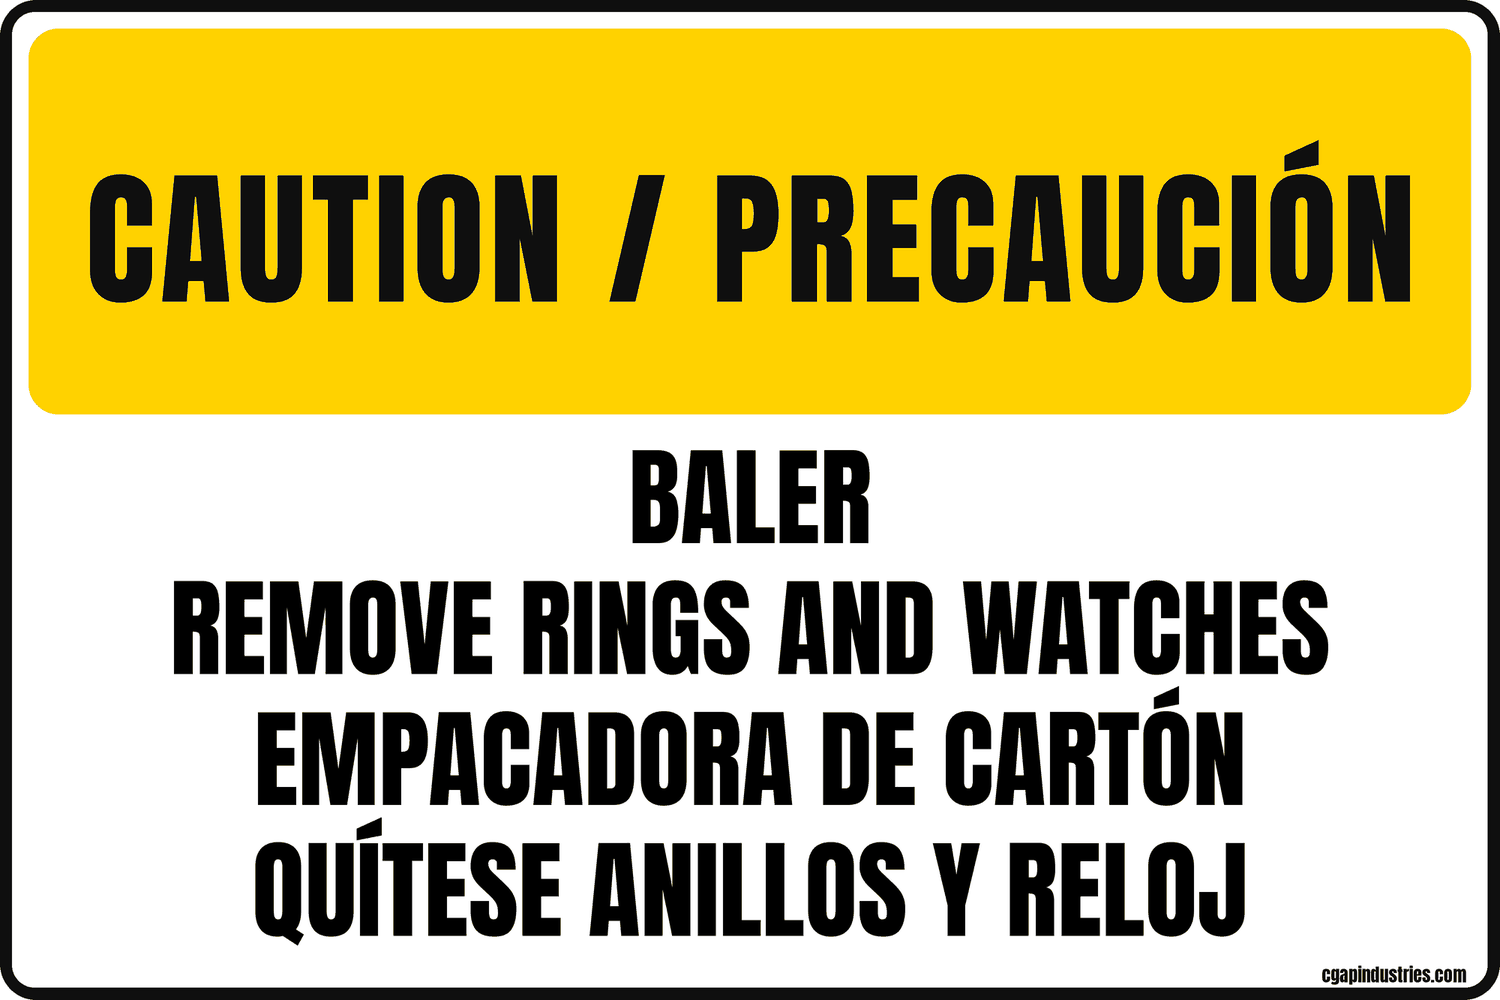 CAUTION / PRECAUCIÓN
BALER
REMOVE RINGS AND WATCHES
EMPACADORA DE CARTÓN
QUÍTESE ANILLOS Y RELOJ
cgapindustries.com